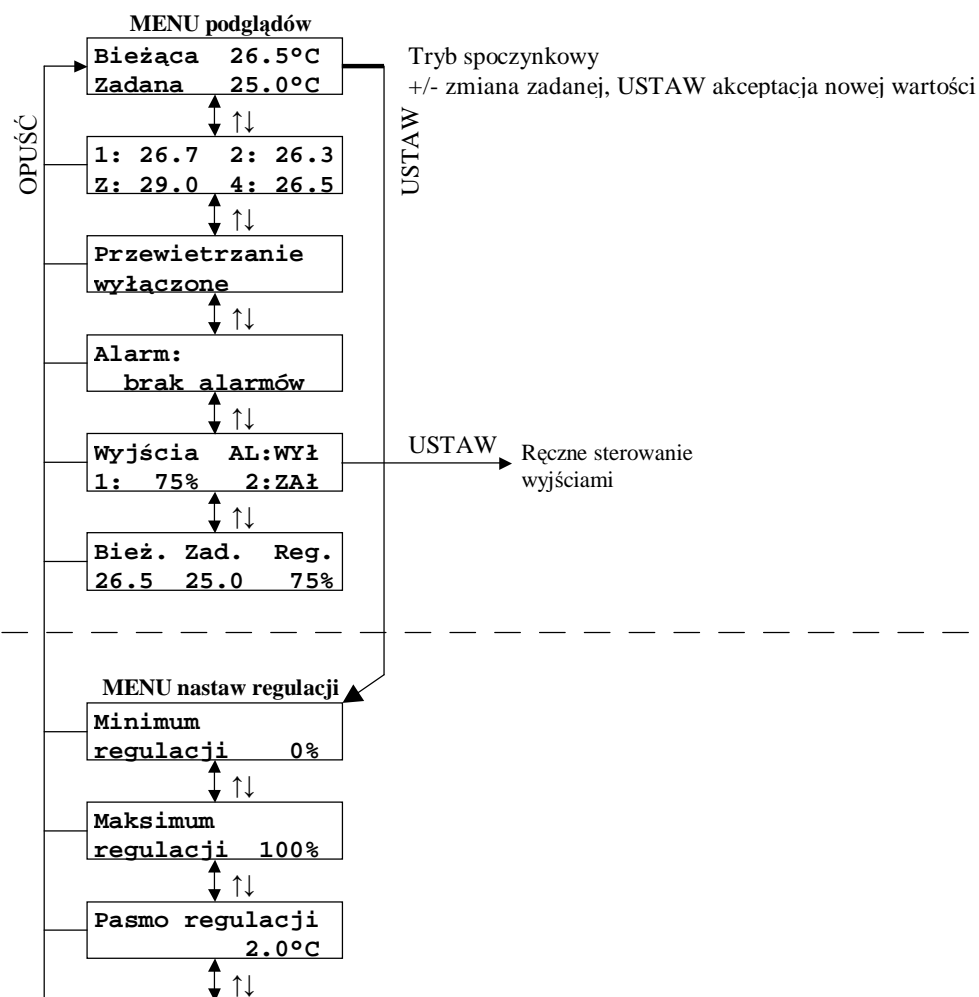 MENU podglądów
Bieżąca 26.5°C
Zadana 25.0°C
Tryb spoczynkowy
+/- zmiana zadanej, USTAW akceptacja nowej wartości
OPUŚĆ
USTAW
↑↓
1: 26.7 2: 26.3
Z: 29.0 4: 26.5
↑↓
Przewietrzanie
wyłączone
↑↓
Alarm:
brak alarmów
↑↓
Wyjścia AL:WYŁ
1: 75% 2:ZAŁ
USTAW
Ręczne sterowanie
wyjściami
↑↓
Bież. Zad. Reg.
26.5 25.0 75%
MENU nastaw regulacji
Minimum
regulacji 0%
↑↓
Maksimum
regulacji 100%
↑↓
Pasmo regulacji
2.0°C
↑↓